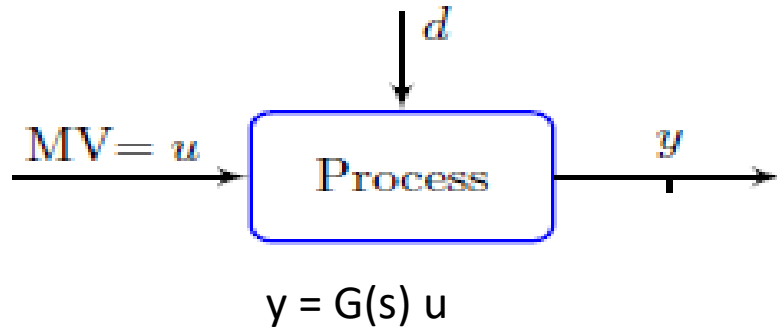 d
MV= u
Process
y
y = G(s) u